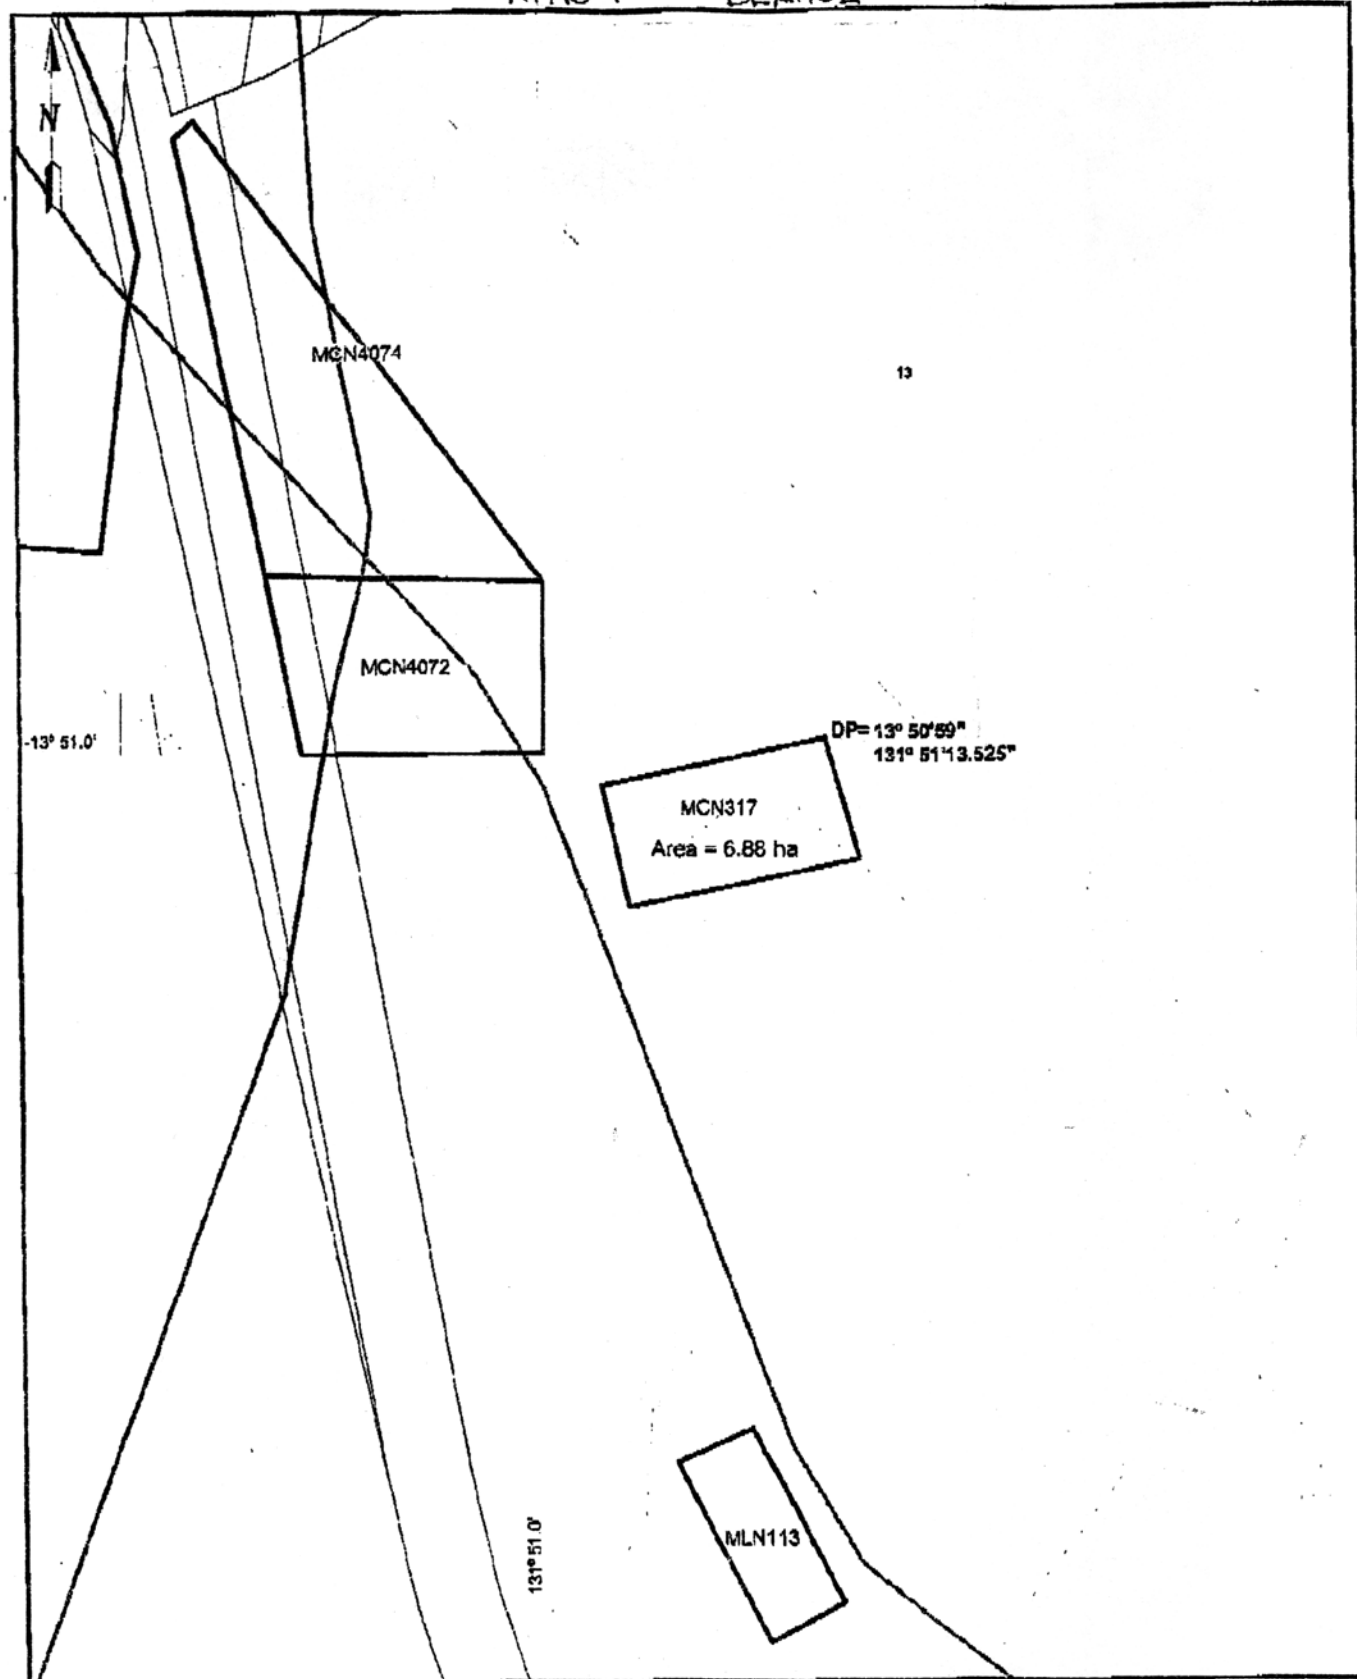 N
MCN4074
13
MCN4072
-13° 51.0'
DP= 13° 50'59"
131° 51'13.525"
MCN317
Area = 6.88 ha
131° 51.0'
MLN113